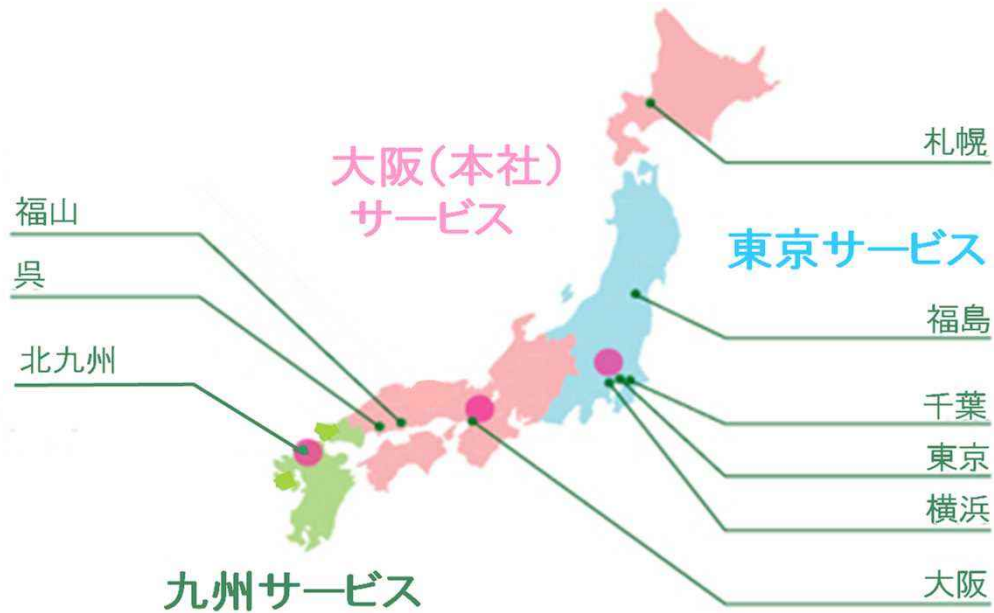 札幌
大阪(本社)
サービス
福山
東京サービス
呉
福島
北九州
千葉
東京
横浜
大阪
九州サービス